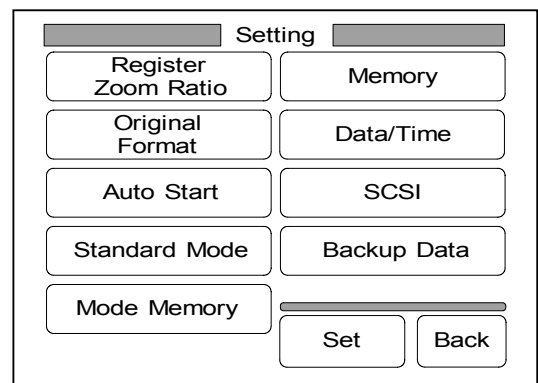 Setting
Register
Zoom Ratio
Memory
Original
Format
Data/Time
Auto Start
SCSI
Standard Mode
Backup Data
Mode Memory
Set
Back